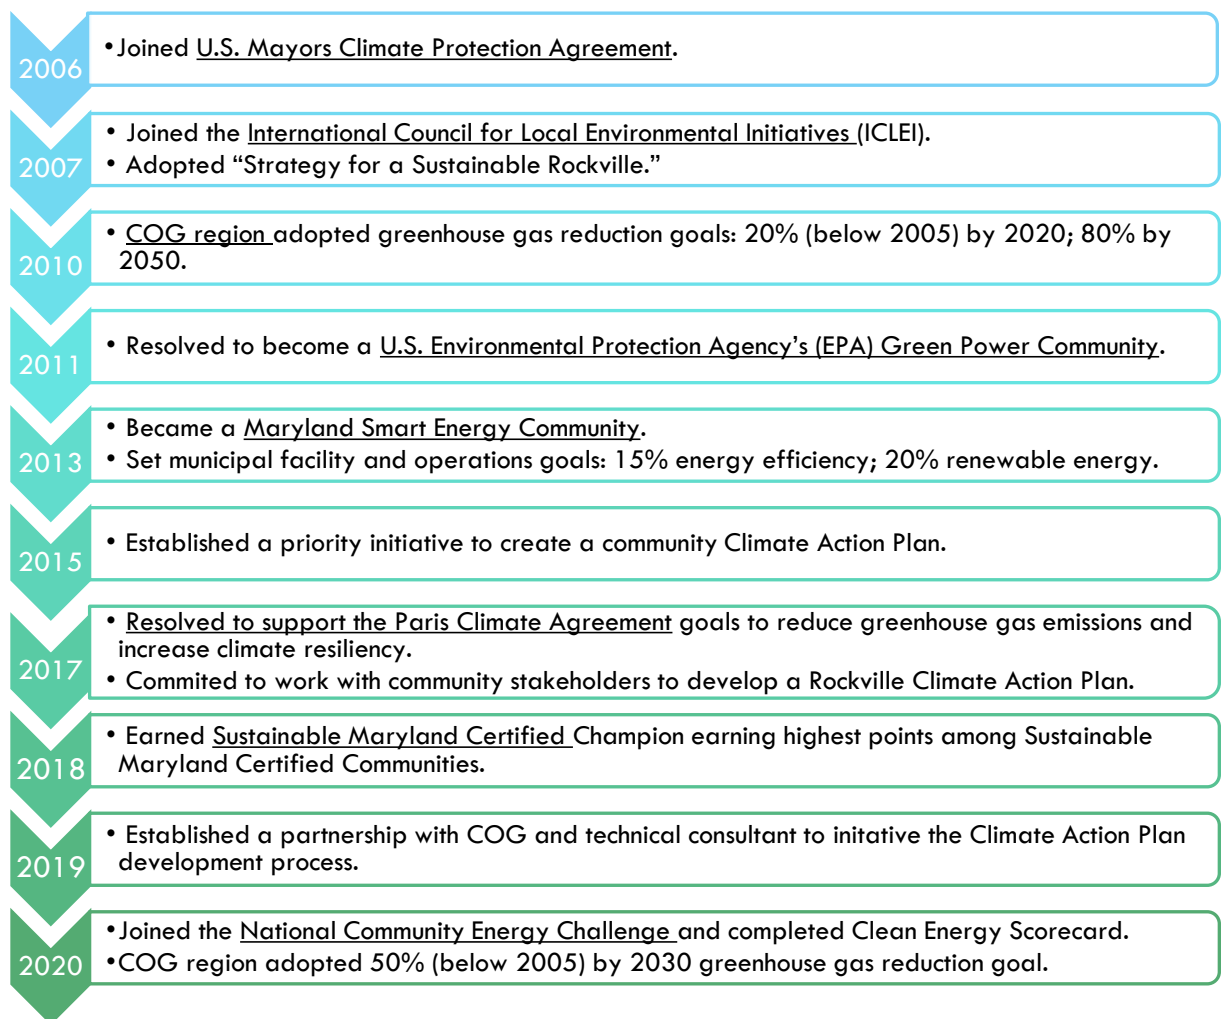 2006
•Joined U.S. Mayors Climate Protection Agreement.
2007
• Joined the International Council for Local Environmental Initiatives (ICLEI).
• Adopted “Strategy for a Sustainable Rockville.”
2010
• COG region adopted greenhouse gas reduction goals: 20% (below 2005) by 2020; 80% by
2050.
2011
• Resolved to become a U.S. Environmental Protection Agency’s (EPA) Green Power Community.
2013
• Became a Maryland Smart Energy Community.
• Set municipal facility and operations goals: 15% energy efficiency; 20% renewable energy.
2015
• Established a priority initiative to create a community Climate Action Plan.
2017
• Resolved to support the Paris Climate Agreement goals to reduce greenhouse gas emissions and
increase climate resiliency.
• Commited to work with community stakeholders to develop a Rockville Climate Action Plan.
2018
• Earned Sustainable Maryland Certified Champion earning highest points among Sustainable
Maryland Certified Communities.
2019
• Established a partnership with COG and technical consultant to initative the Climate Action Plan
development process.
2020
•Joined the National Community Energy Challenge and completed Clean Energy Scorecard.
•COG region adopted 50% (below 2005) by 2030 greenhouse gas reduction goal.